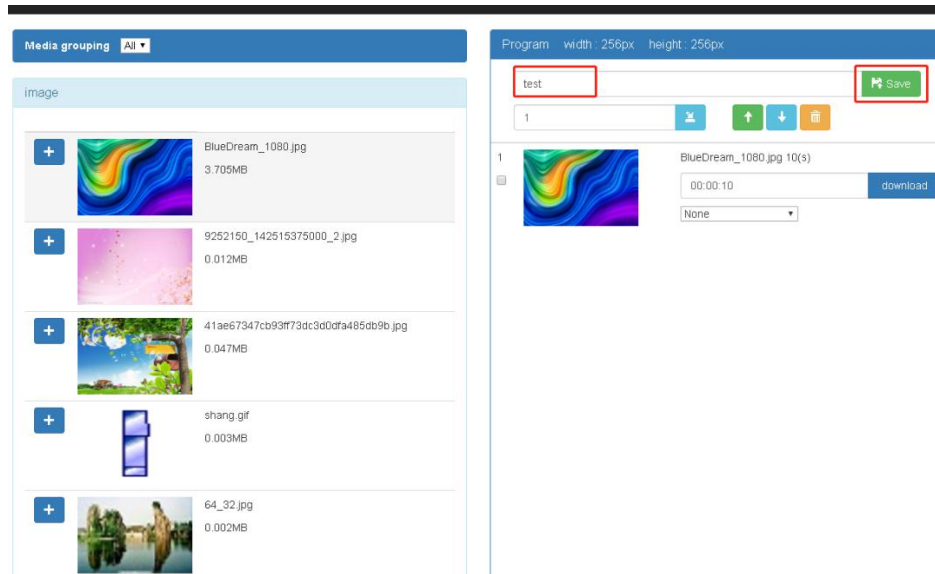 Media grouping All
image
BlueDream_1080.jpg
3.705MB
9252150_142515375000_2.jpg
0.012MB
41ae67347cb93ff73dc3d0dfa485db9b.jpg
0.047MB
shang.gif
0.003MB
64_32.jpg
0.002MB
Program width : 256px height : 256px
test
Save
1
1
BlueDream_1080.jpg 10(s)
00:00:10
download
None